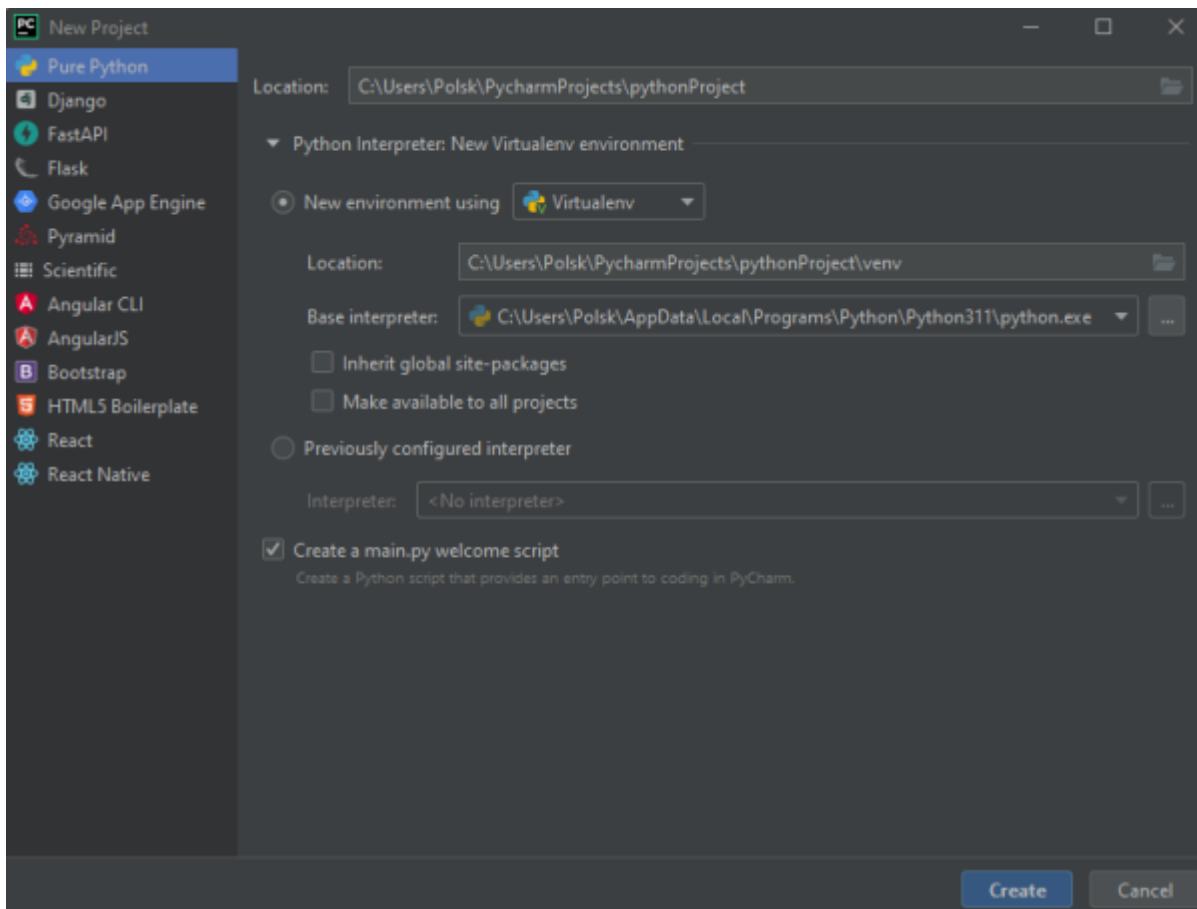 New Project
Pure Python
Django
FastAPI
Flask
Google App Engine
Pyramid
Scientific
Angular CLI
AngularJS
Bootstrap
HTML5 Boilerplate
React
React Native
Location: C:\Users\Polsk\PycharmProjects\pythonProject
Python Interpreter: New Virtualenv environment
New environment using Virtualenv
Location: C:\Users\Polsk\PycharmProjects\pythonProject\venv
Base interpreter: C:\Users\Polsk\AppData\Local\Programs\Python\Python311\python.exe ...
Inherit global site-packages
Make available to all projects
Previously configured interpreter
Interpreter: <No interpreter> ...
Create a main.py welcome script
Create a Python script that provides an entry point to coding in PyCharm.
Create Cancel